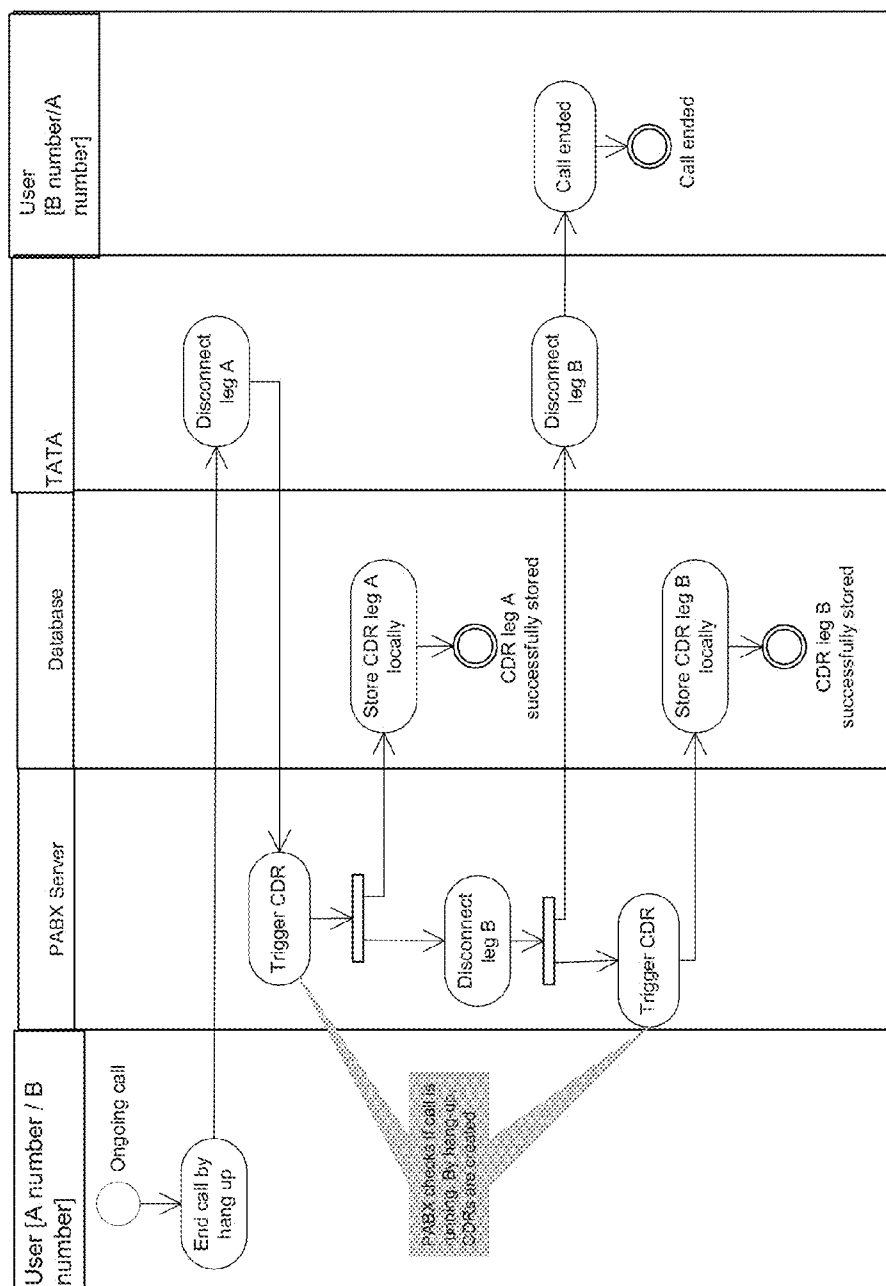 User [A number / B
number]
PABX Server
Database
TATA
User
[B number/A
number]
Ongoing call
End call by
hang up
Disconnect
leg A
Trigger CDR
Store CDR leg A
locally
CDR leg A
successfully stored
Disconnect
leg B
Disconnect
leg B
Call ended
Call ended
Trigger CDR
Store CDR leg B
locally
CDR leg B
successfully stored
PABX checks if call is
running. By hang-up
CDRs are created